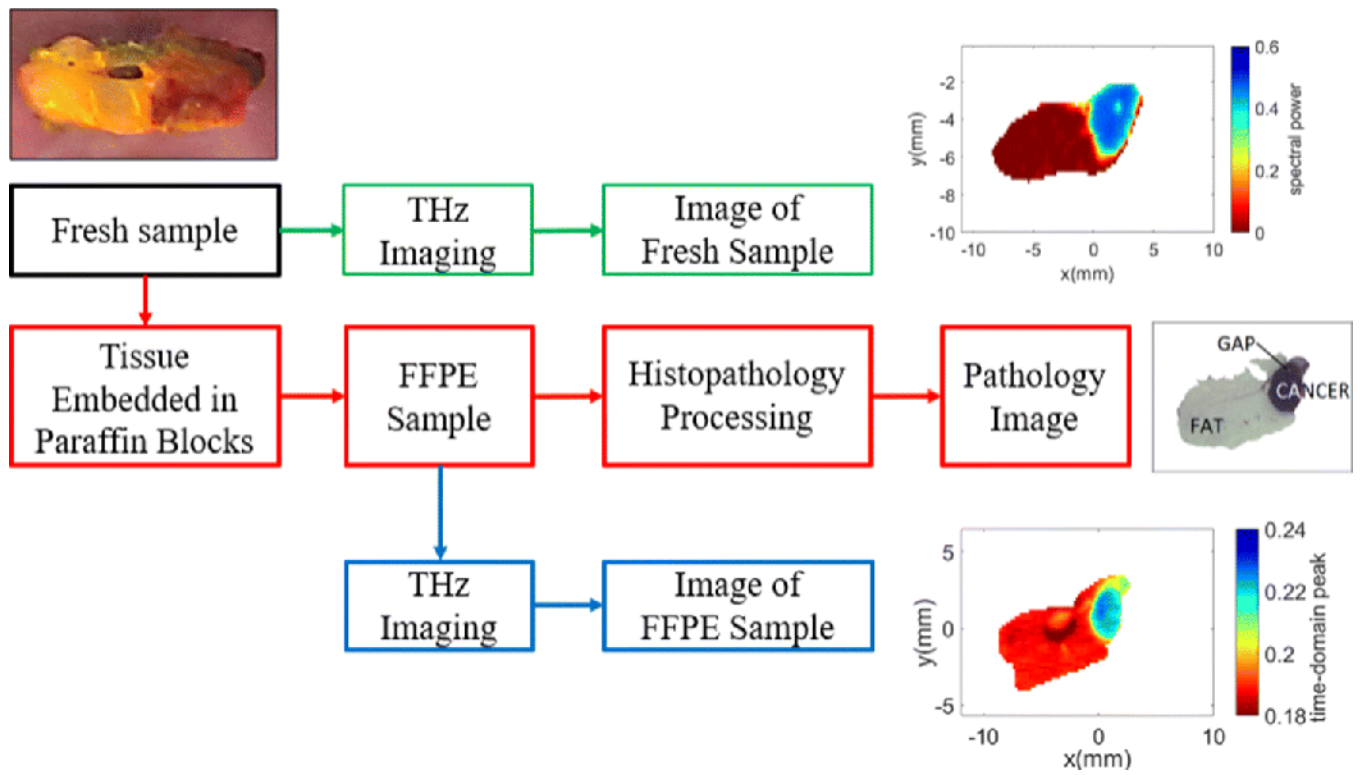 Fresh sample
THz
Imaging
Image of
Fresh Sample
0.6
0.4
0.2
0
spectral power
-2
-4
-6
-8
-10
y(mm)
-10
-5
0
5
10
x(mm)
Tissue
Embedded in
Paraffin Blocks
FFPE
Sample
Histopathology
Processing
Pathology
Image
GAP
CANCER
FAT
THz
Imaging
Image of
FFPE Sample
5
0
-5
y(mm)
-10
0
10
x(mm)
0.24
0.22
0.2
0.18
time-domain peak